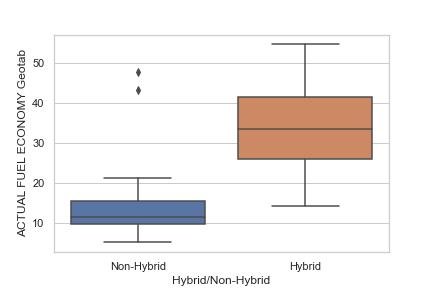 ACTUAL FUEL ECONOMY Geotab
50
40
30
20
10
Non-Hybrid
Hybrid
Hybrid/Non-Hybrid